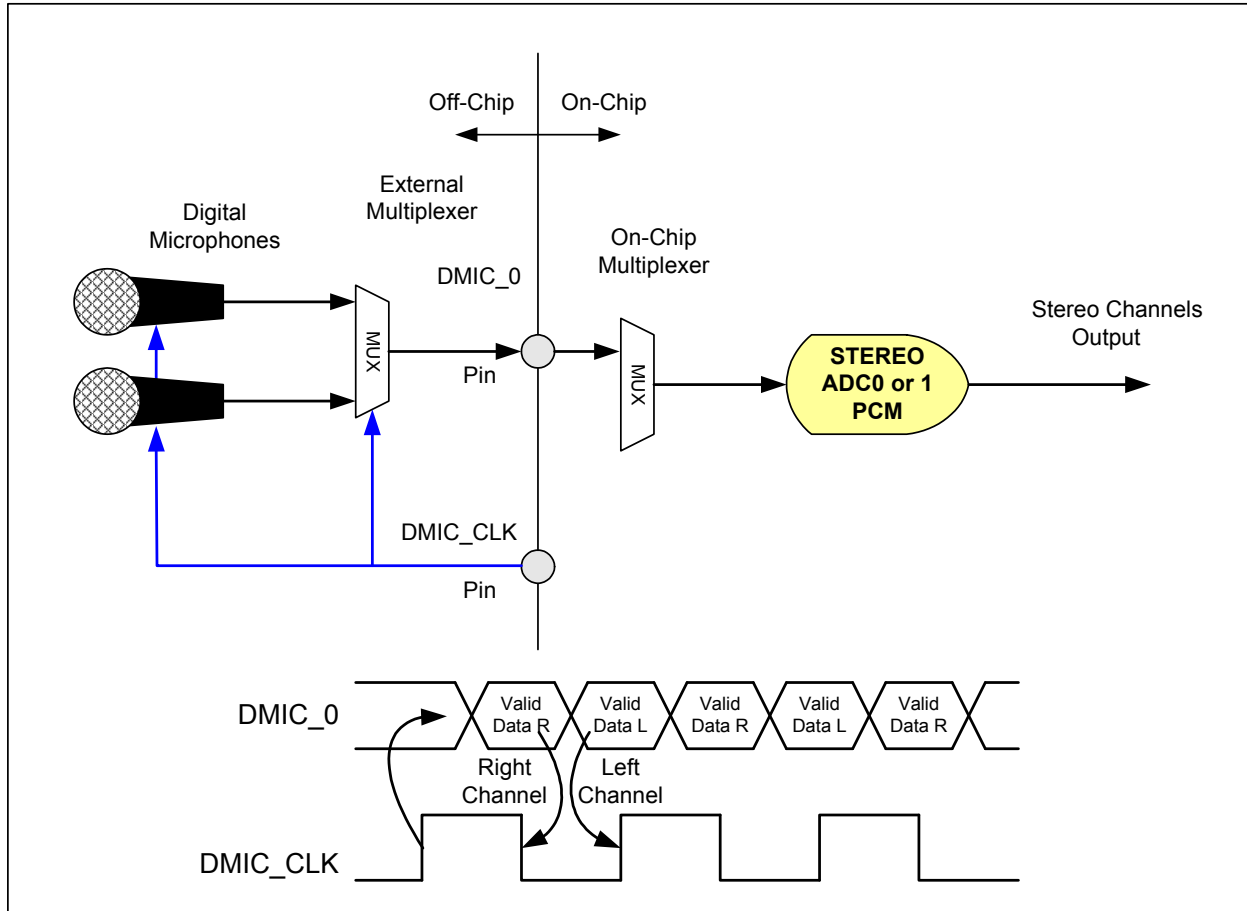 Off-Chip
On-Chip
External
Multiplexer
Digital
Microphones
On-Chip
Multiplexer
DMIC_0
Stereo Channels
Output
MUX
MUX
STEREO
ADC0 or 1
PCM
Pin
DMIC_CLK
Pin
DMIC_0
Valid
Data R
Valid
Data L
Valid
Data R
Valid
Data L
Valid
Data R
Right
Channel
Left
Channel
DMIC_CLK